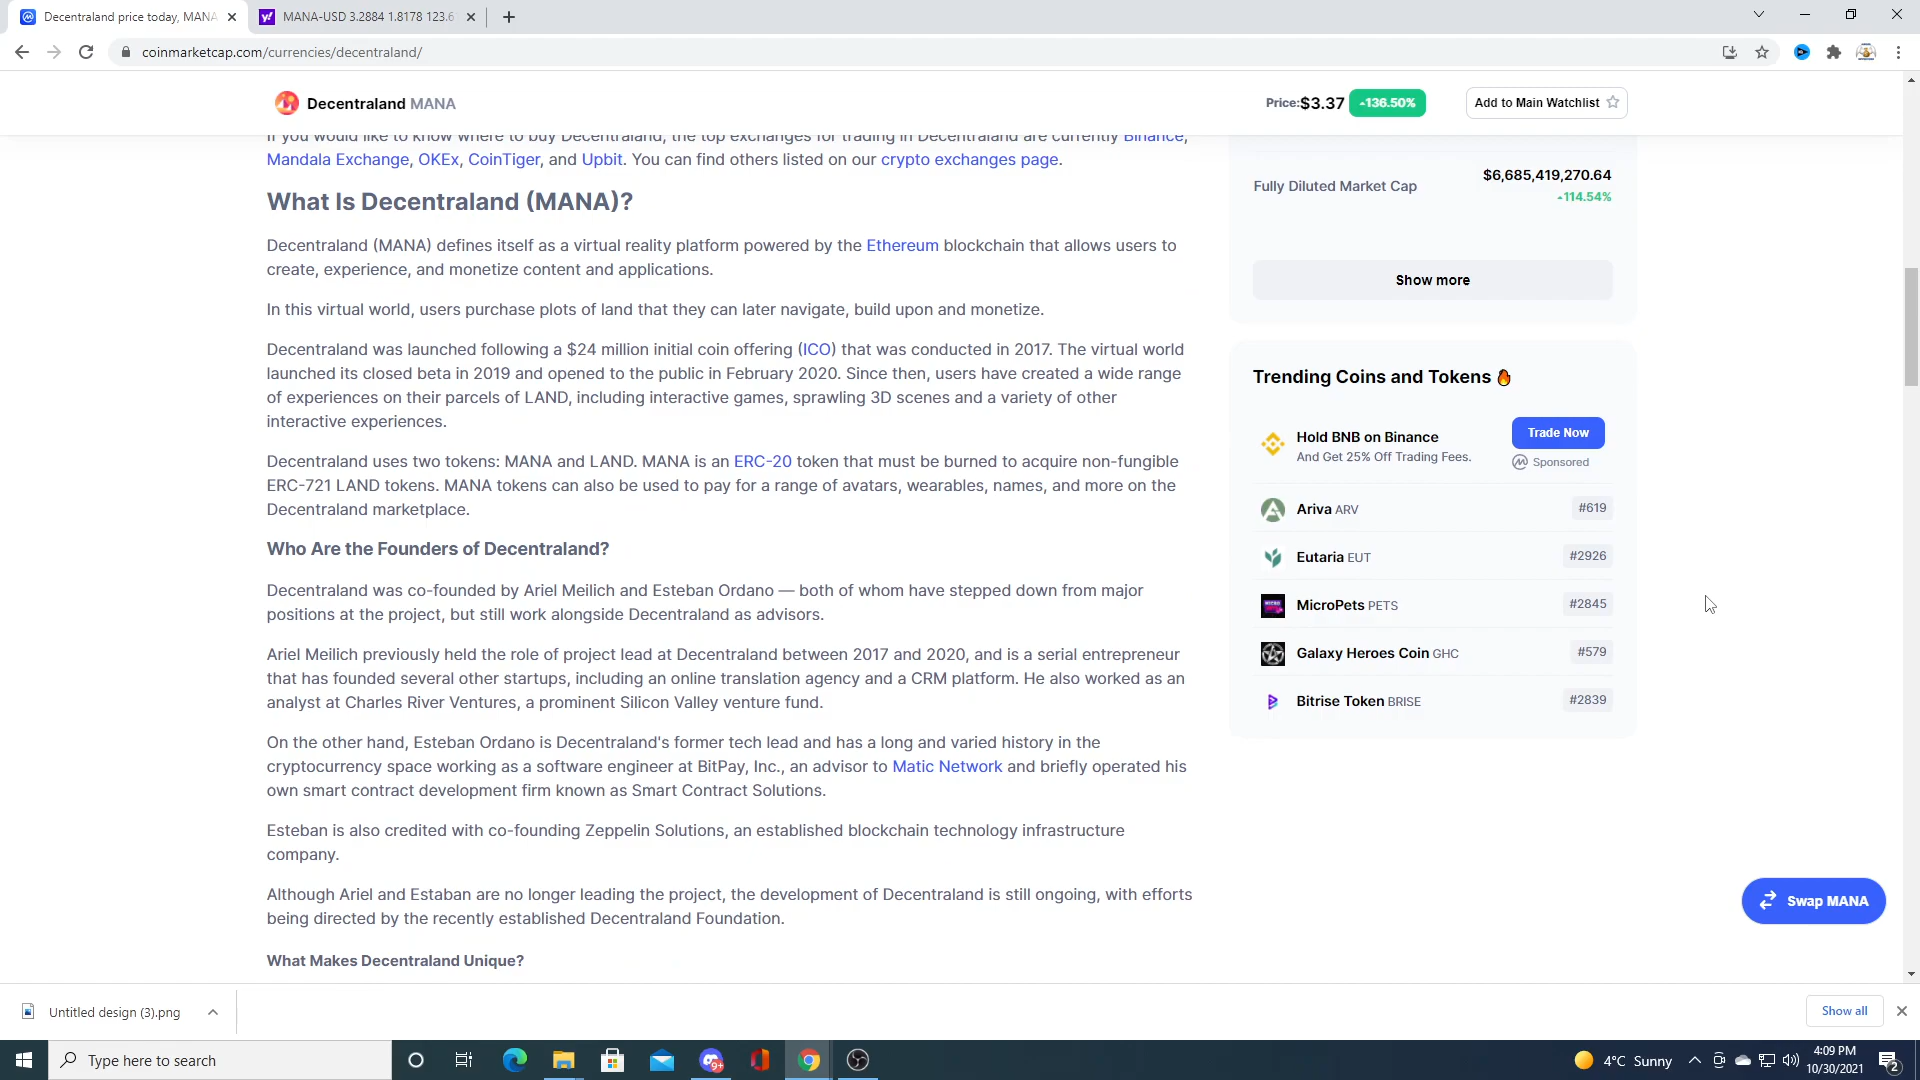 Decentraland price today, MANA
MANA-USD 3.2884 1.8178 123.6
coinmarketcap.com/currencies/decentraland/
Decentraland MANA
Price:$3.37
136.50%
Add to Main Watchlist
If you would like to know where to buy Decentraland, the top exchanges for trading in Decentraland are currently Binance,
Mandala Exchange, OKEx, CoinTiger, and Upbit. You can find others listed on our crypto exchanges page.
What Is Decentraland (MANA)?
Decentraland (MANA) defines itself as a virtual reality platform powered by the Ethereum blockchain that allows users to
create, experience, and monetize content and applications.
In this virtual world, users purchase plots of land that they can later navigate, build upon and monetize.
Decentraland was launched following a $24 million initial coin offering (ICO) that was conducted in 2017. The virtual world
launched its closed beta in 2019 and opened to the public in February 2020. Since then, users have created a wide range
of experiences on their parcels of LAND, including interactive games, sprawling 3D scenes and a variety of other
interactive experiences.
Decentraland uses two tokens: MANA and LAND. MANA is an ERC-20 token that must be burned to acquire non-fungible
ERC-721 LAND tokens. MANA tokens can also be used to pay for a range of avatars, wearables, names, and more on the
Decentraland marketplace.
Who Are the Founders of Decentraland?
Decentraland was co-founded by Ariel Meilich and Esteban Ordano — both of whom have stepped down from major
positions at the project, but still work alongside Decentraland as advisors.
Ariel Meilich previously held the role of project lead at Decentraland between 2017 and 2020, and is a serial entrepreneur
that has founded several other startups, including an online translation agency and a CRM platform. He also worked as an
analyst at Charles River Ventures, a prominent Silicon Valley venture fund.
On the other hand, Esteban Ordano is Decentraland's former tech lead and has a long and varied history in the
cryptocurrency space working as a software engineer at BitPay, Inc., an advisor to Matic Network and briefly operated his
own smart contract development firm known as Smart Contract Solutions.
Esteban is also credited with co-founding Zeppelin Solutions, an established blockchain technology infrastructure
company.
Although Ariel and Estaban are no longer leading the project, the development of Decentraland is still ongoing, with efforts
being directed by the recently established Decentraland Foundation.
What Makes Decentraland Unique?
Fully Diluted Market Cap
$6,685,419,270.64
114.54%
Show more
Trending Coins and Tokens
Hold BNB on Binance
And Get 25% Off Trading Fees.
Trade Now
Sponsored
Ariva ARV
#619
Eutaria EUT
#2926
MicroPets PETS
#2845
Galaxy Heroes Coin GHC
#579
Bitrise Token BRISE
#2839
Swap MANA
Untitled design (3).png
Show all
Type here to search
9+
4°C Sunny
4:09 PM
10/30/2021
2